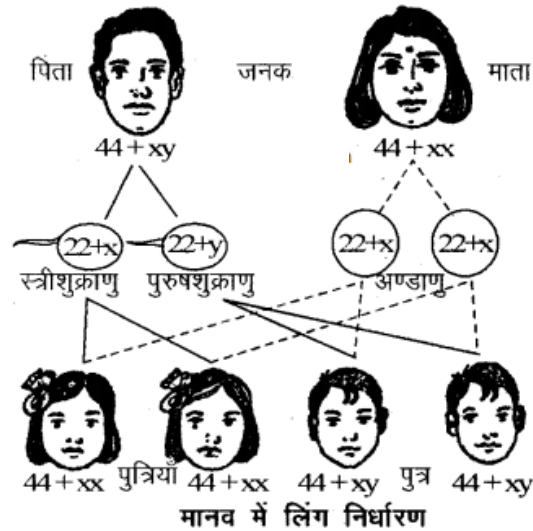 पिता जनक माता
44 + xy 44 + xx
22+x 22+y 22+x 22+x
स्त्रीशुक्राणु पुरुषशुक्राणु अण्डाणु
पुत्रियाँ पुत्र
44 + xx 44 + xx 44 + xy 44 + xy
मानव में लिंग निर्धारण